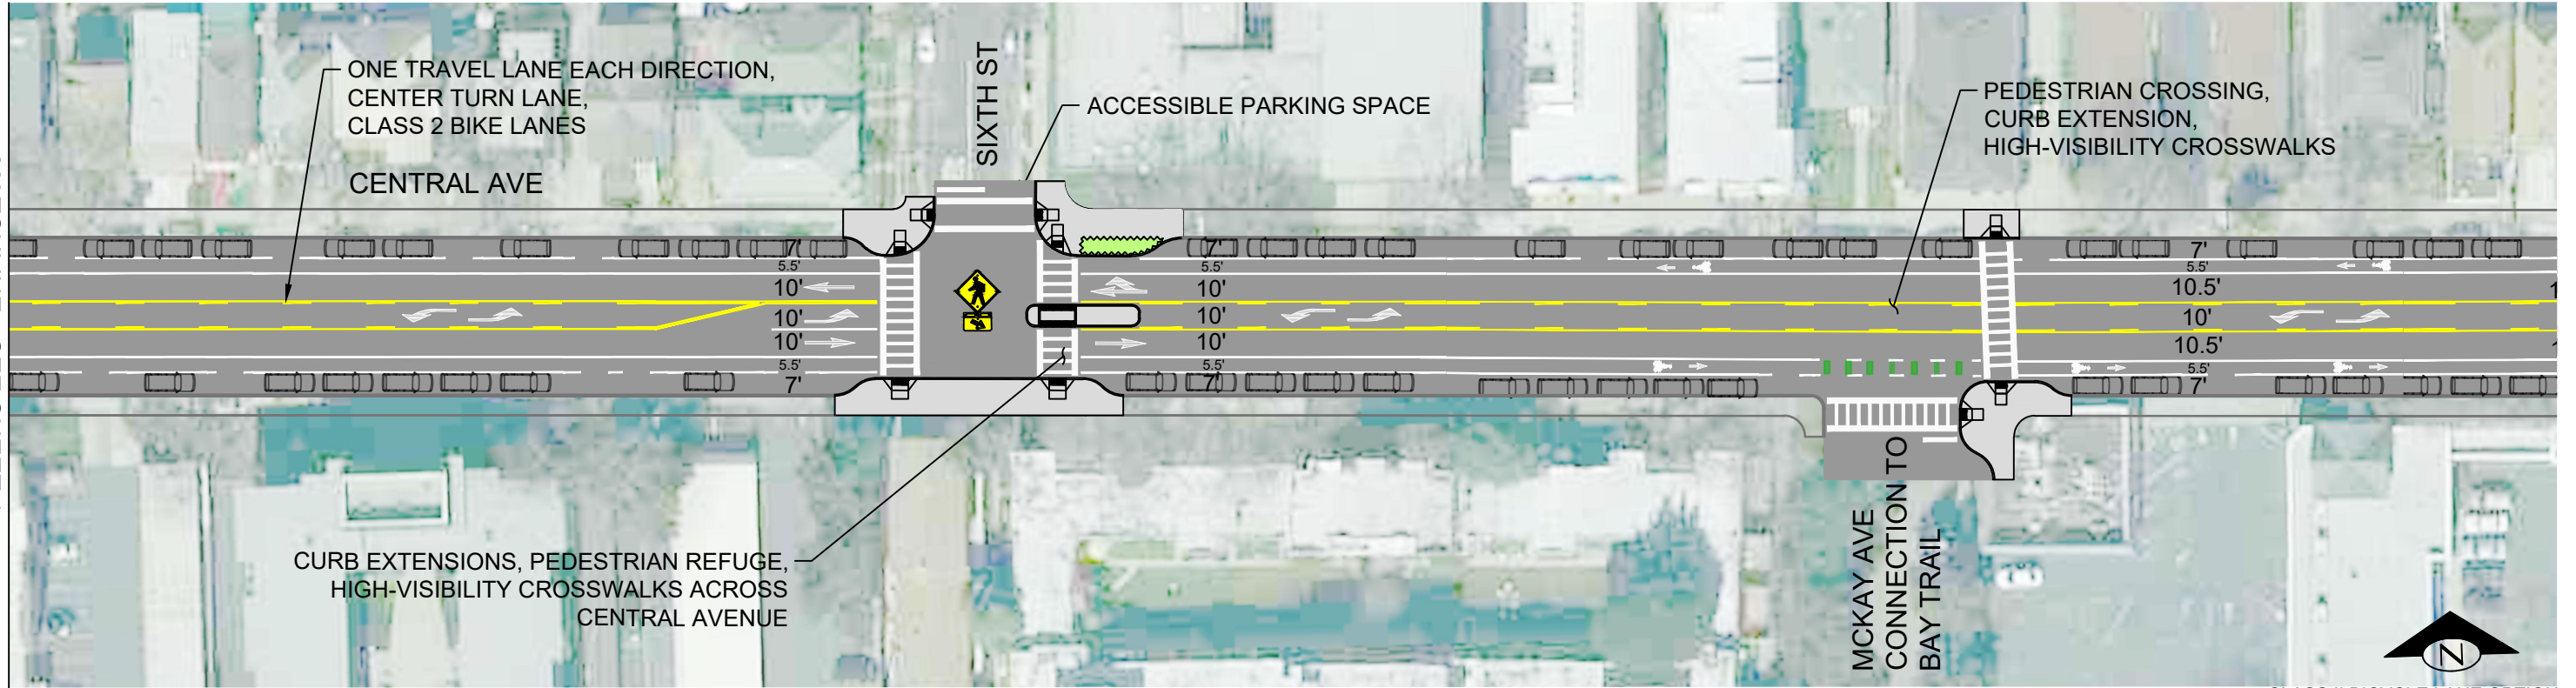 ONE TRAVEL LANE EACH DIRECTION,
CENTER TURN LANE,
CLASS 2 BIKE LANES
CENTRAL AVE
SIXTH ST
ACCESSIBLE PARKING SPACE
PEDESTRIAN CROSSING,
CURB EXTENSION,
HIGH-VISIBILITY CROSSWALKS
7'
5.5'
10'
10'
10'
5.5'
7'
7'
5.5'
10'
10'
10'
5.5'
7'
7'
5.5'
10.5'
10'
10.5'
5.5'
7'
CURB EXTENSIONS, PEDESTRIAN REFUGE,
HIGH-VISIBILITY CROSSWALKS ACROSS
CENTRAL AVENUE
MCKAY AVE
CONNECTION TO
BAY TRAIL
N